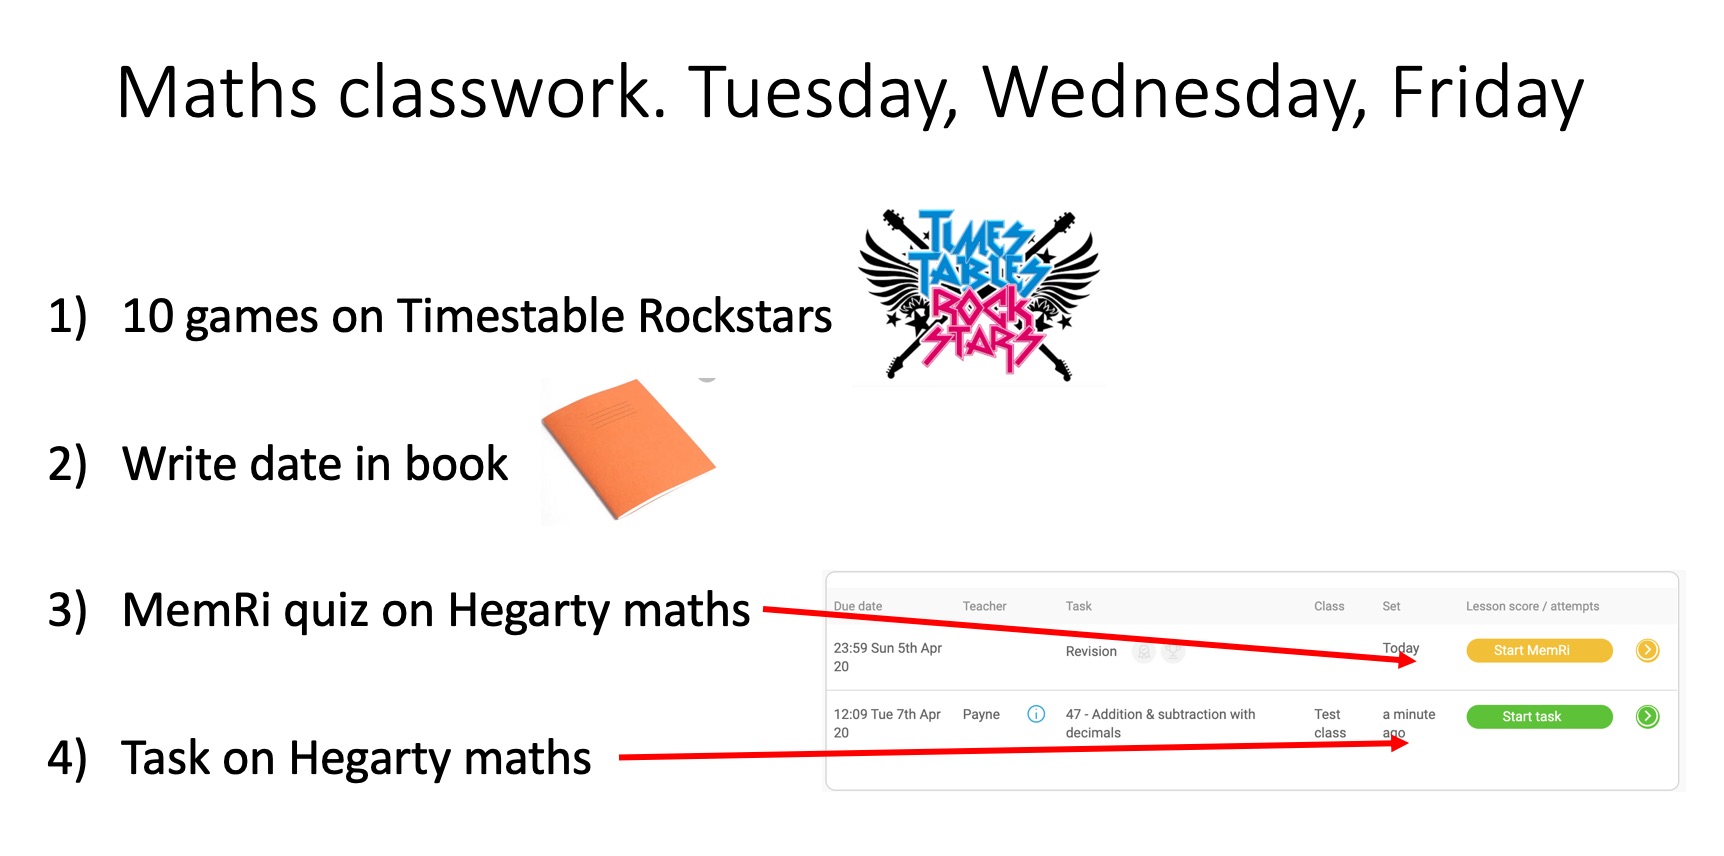 Maths classwork. Tuesday, Wednesday, Friday
TIMES
TABLES
ROCK
STARS
1) 10 games on Timestable Rockstars
2) Write date in book
3) MemRi quiz on Hegarty maths
Due date Teacher Task Class Set Lesson score / attempts
23:59 Sun 5th Apr Revision Today Start MemRi
20
12:09 Tue 7th Apr Payne i 47 - Addition & subtraction with Test a minute Start task
20 decimals class ago
4) Task on Hegarty maths